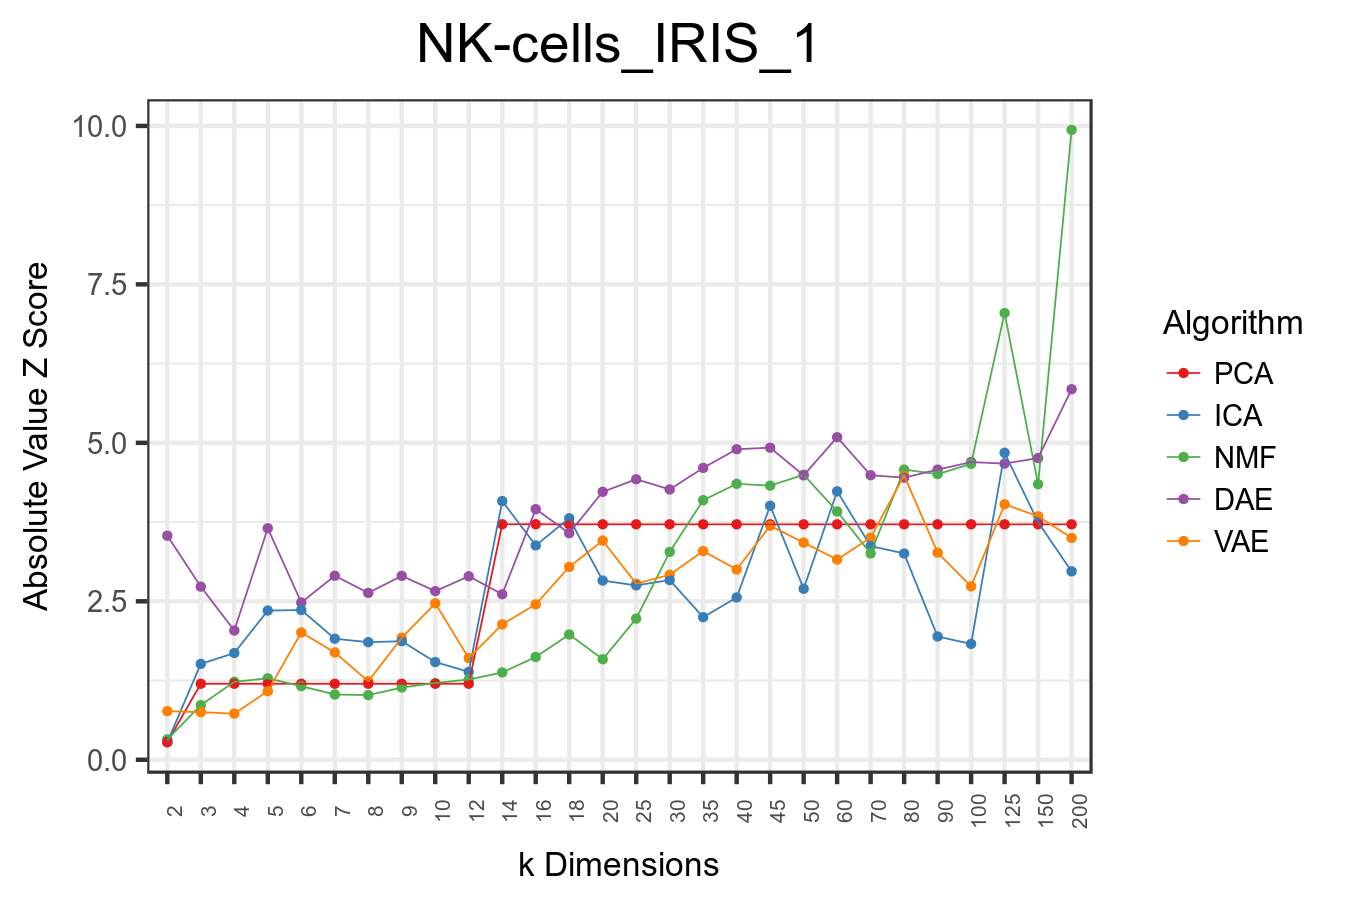 NK-cells_IRIS_1
Absolute Value Z Score
10.0
7.5
5.0
2.5
0.0
2 3 4 5 6 7 8 9 10 12 14 16 18 20 25 30 35 40 45 50 60 70 80 90 100 125 150 200
k Dimensions
Algorithm
PCA
ICA
NMF
DAE
VAE